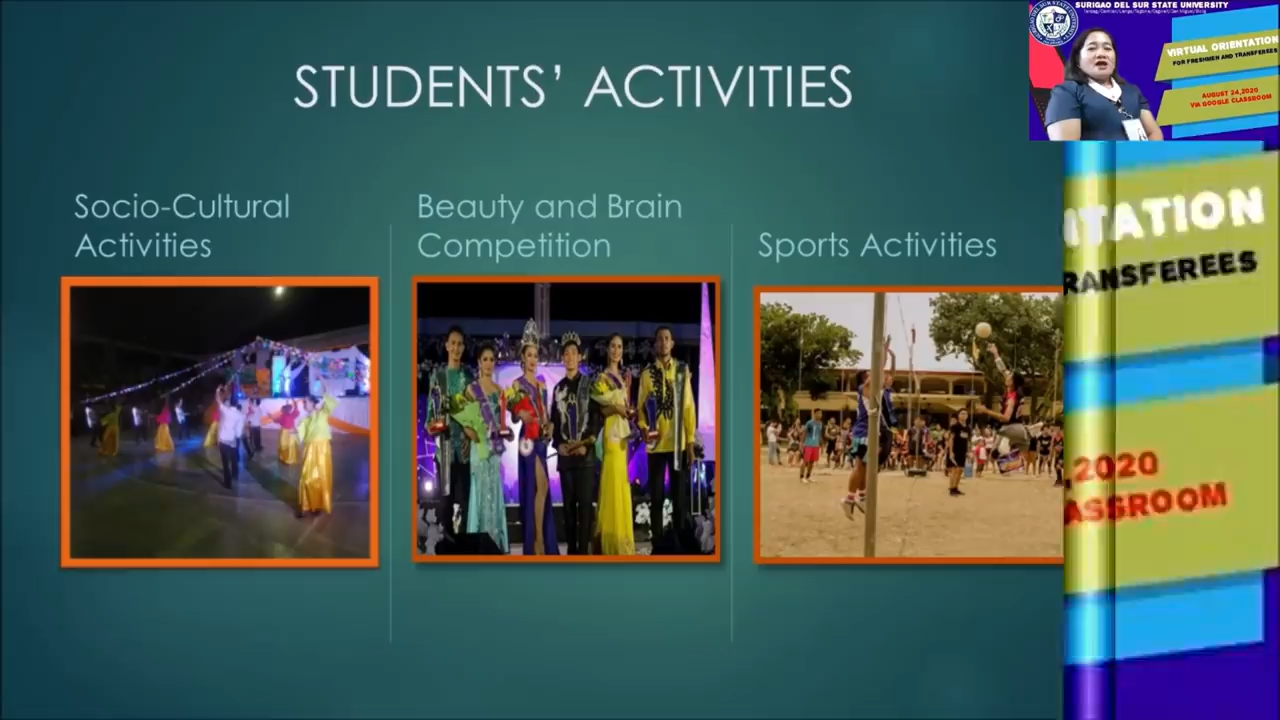 STUDENTS’ ACTIVITIES
Socio-Cultural
Activities
Beauty and Brain
Competition
Sports Activities
SURIGAO DEL SUR STATE UNIVERSITY
VIRTUAL ORIENTATION
FOR FRESHMEN AND TRANSFEREES
AUGUST 24,2020
VIA GOOGLE CLASSROOM
NTATION
RANSFEREES
,2020
ASSROOM